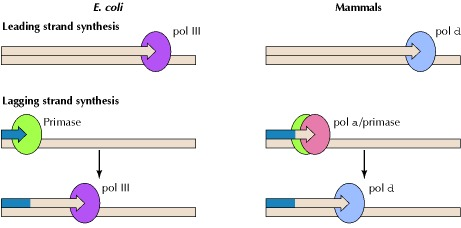 E. coli
Mammals
Leading strand synthesis
pol III
pol d
Lagging strand synthesis
Primase
pol a/primase
pol III
pol d